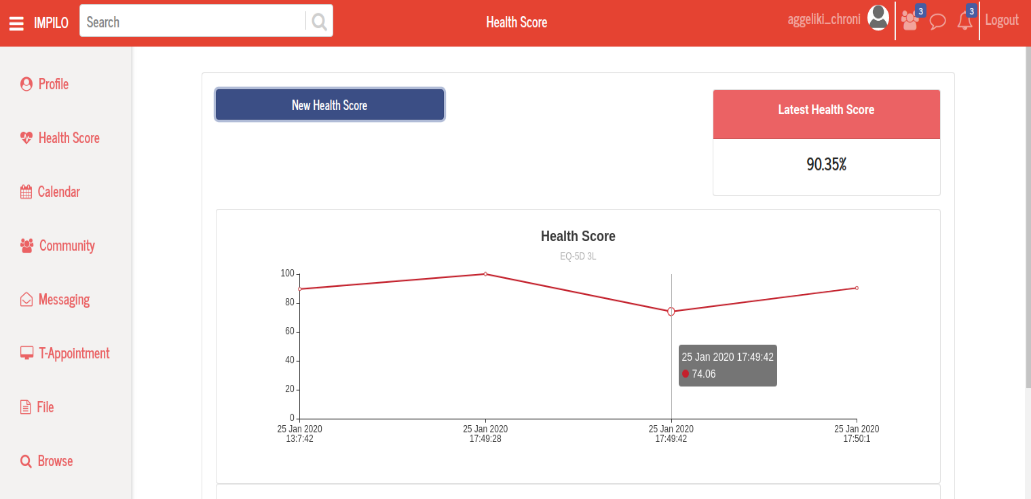 IMPILO
Search
Health Score
aggeliki_chroni
3
3
Logout
Profile
Health Score
Calendar
Community
Messaging
T-Appointment
File
Browse
New Health Score
Latest Health Score
90.35%
Health Score
EQ-5D 3L
100
80
60
40
20
0
25 Jan 2020 17:49:42
74.06
25 Jan 2020
13:7:42
25 Jan 2020
17:49:28
25 Jan 2020
17:49:42
25 Jan 2020
17:50:1